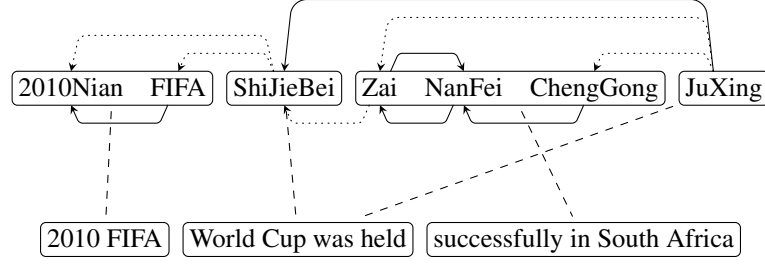 2010Nian FIFA ShiJieBei Zai NanFei ChengGong JuXing
2010 FIFA World Cup was held successfully in South Africa